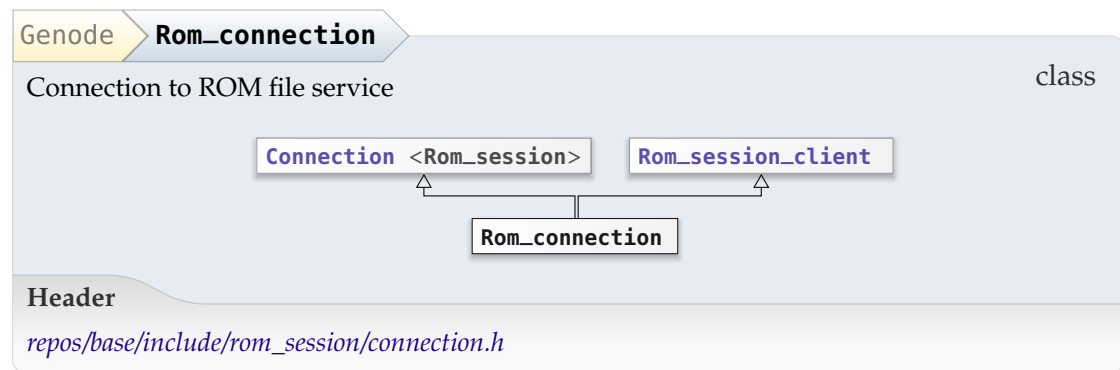 Genode Rom_connection
class
Connection to ROM file service
Connection <Rom_session> Rom_session_client
Rom_connection
Header
repos/base/include/rom_session/connection.h